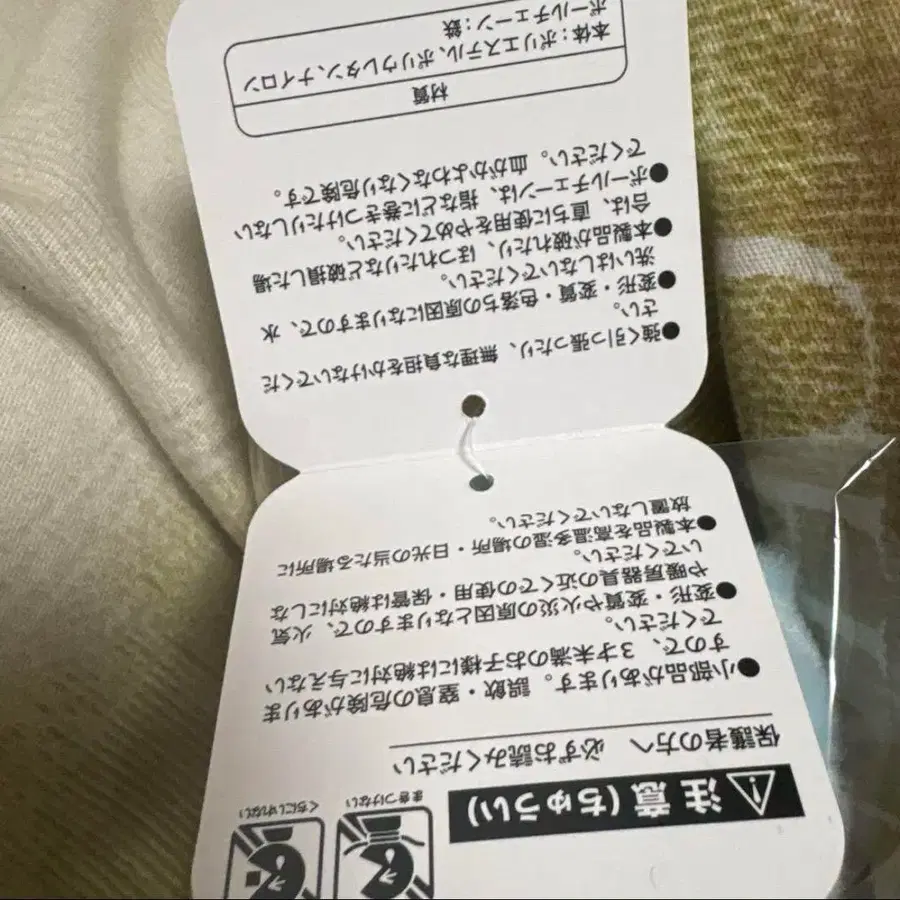 まきつけない
くちにいれない
注意(ちゅうい)
保護者の方へ 必ずお読みください
●小部品があります。誤飲・窒息の危険がありま
すので、3才未満のお子様には絶対に与えない
でください。
●変形・変質や火災の原因となりますので、火気
や暖房器具の近くでの使用・保管は絶対にしな
いでください。
●本製品を高温多湿の場所・日光の当たる場所に
放置しないでください。
●強く引っ張ったり、無理な負担をかけないでくだ
さい。
●変形・変質・色落ちの原因になりますので、水
洗いはしないでください。
●本製品が破れたり、ほつれたりなど破損した場
合は、直ちに使用をやめてください。
●ボールチェーンは、指などに巻きつけたりしない
でください。血がかよわなくなり危険です。
材質
本体:ポリエステル、ポリウレタン、ナイロン
ボールチェーン:鉄